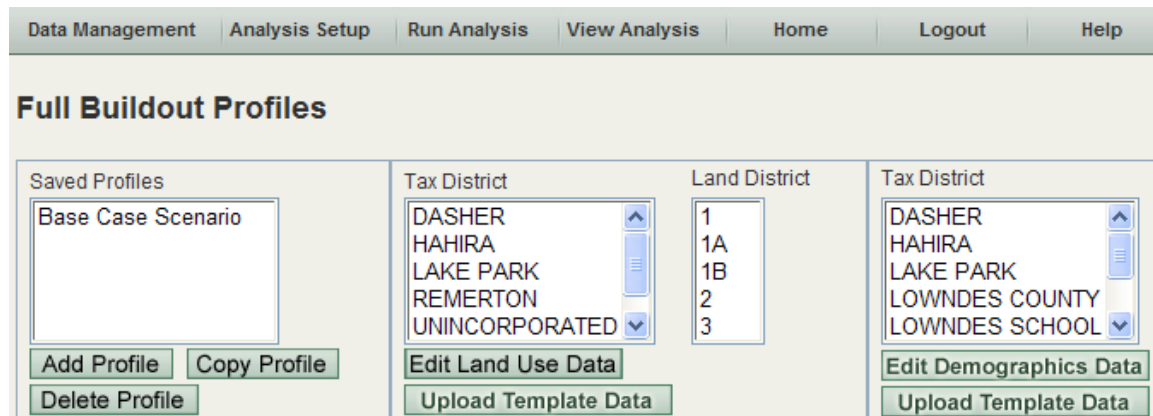 Data Management Analysis Setup Run Analysis View Analysis Home Logout Help
Full Buildout Profiles
Saved Profiles
Base Case Scenario
Add Profile Copy Profile
Delete Profile
Tax District Land District
DASHER
HAHIRA
LAKE PARK
REMERTON
UNINCORPORATED
1
1A
1B
2
3
Edit Land Use Data
Upload Template Data
Tax District
DASHER
HAHIRA
LAKE PARK
LOWNDES COUNTY
LOWNDES SCHOOL
Edit Demographics Data
Upload Template Data